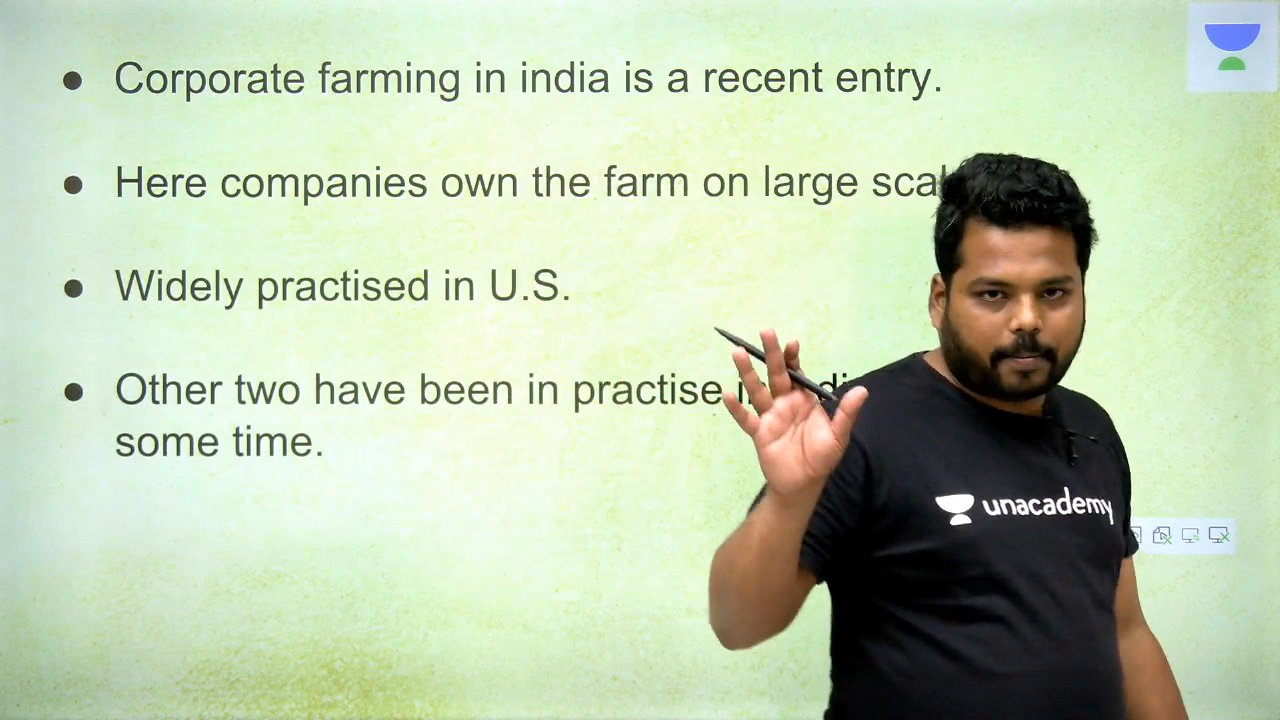 ● Corporate farming in india is a recent entry.
● Here companies own the farm on large
● Widely practised in U.S.
● Other two have been in practise
some time.
unacademy